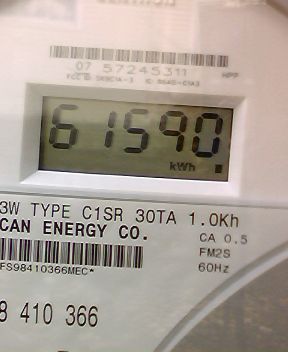 07 57245311
61590
kWh
3W TYPE C1SR 30TA 1.0Kh
CAN ENERGY CO.
CA 0.5
FM2S
FS98410366MEC*
60Hz
8 410 366